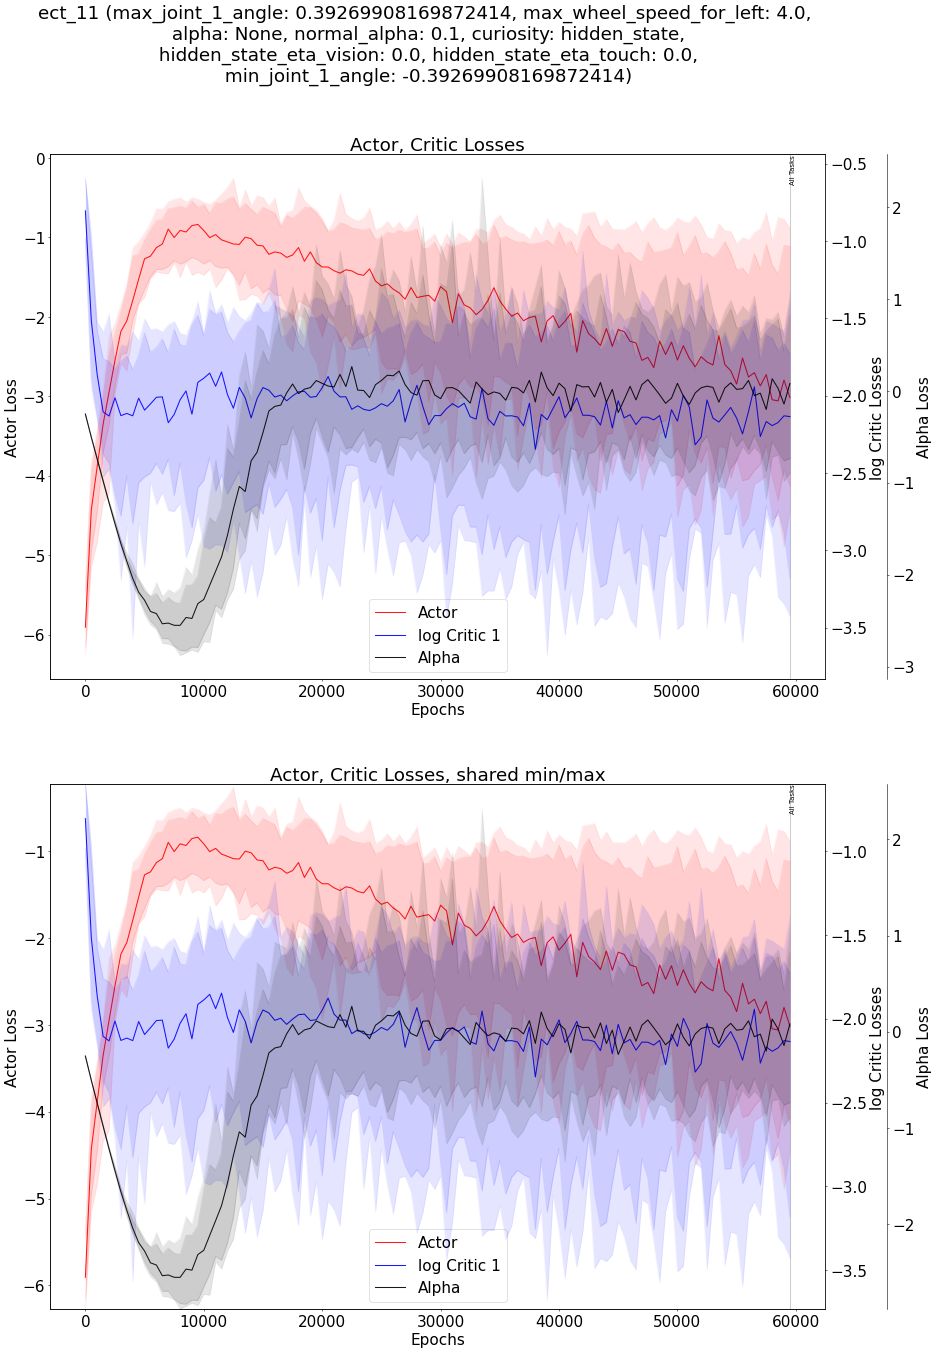 ect_11 (max_joint_1_angle: 0.39269908169872414, max_wheel_speed_for_left: 4.0,
alpha: None, normal_alpha: 0.1, curiosity: hidden_state,
hidden_state_eta_vision: 0.0, hidden_state_eta_touch: 0.0,
min_joint_1_angle: -0.39269908169872414)
Actor, Critic Losses
0
−1
−2
−3
−4
−5
−6
Actor Loss
All Tasks
−0.5
−1.0
−1.5
−2.0
−2.5
−3.0
−3.5
log Critic Losses
2
1
0
−1
−2
−3
Alpha Loss
Actor
log Critic 1
Alpha
0
10000
20000
30000
40000
50000
60000
Epochs
Actor, Critic Losses, shared min/max
−1
−2
−3
−4
−5
−6
Actor Loss
All Tasks
−1.0
−1.5
−2.0
−2.5
−3.0
−3.5
log Critic Losses
2
1
0
−1
−2
Alpha Loss
Actor
log Critic 1
Alpha
0
10000
20000
30000
40000
50000
60000
Epochs